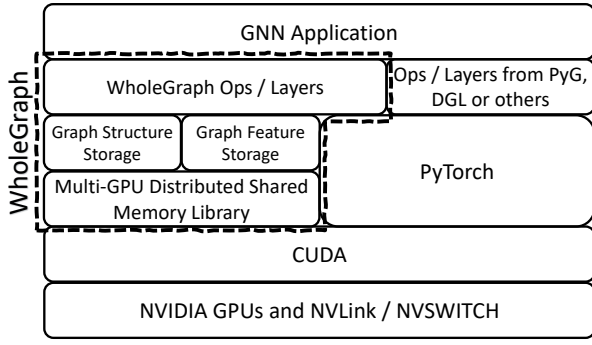 GNN Application
WholeGraph
WholeGraph Ops / Layers
Ops / Layers from PyG,
DGL or others
Graph Structure
Storage
Graph Feature
Storage
PyTorch
Multi-GPU Distributed Shared
Memory Library
CUDA
NVIDIA GPUs and NVLink / NVSWITCH